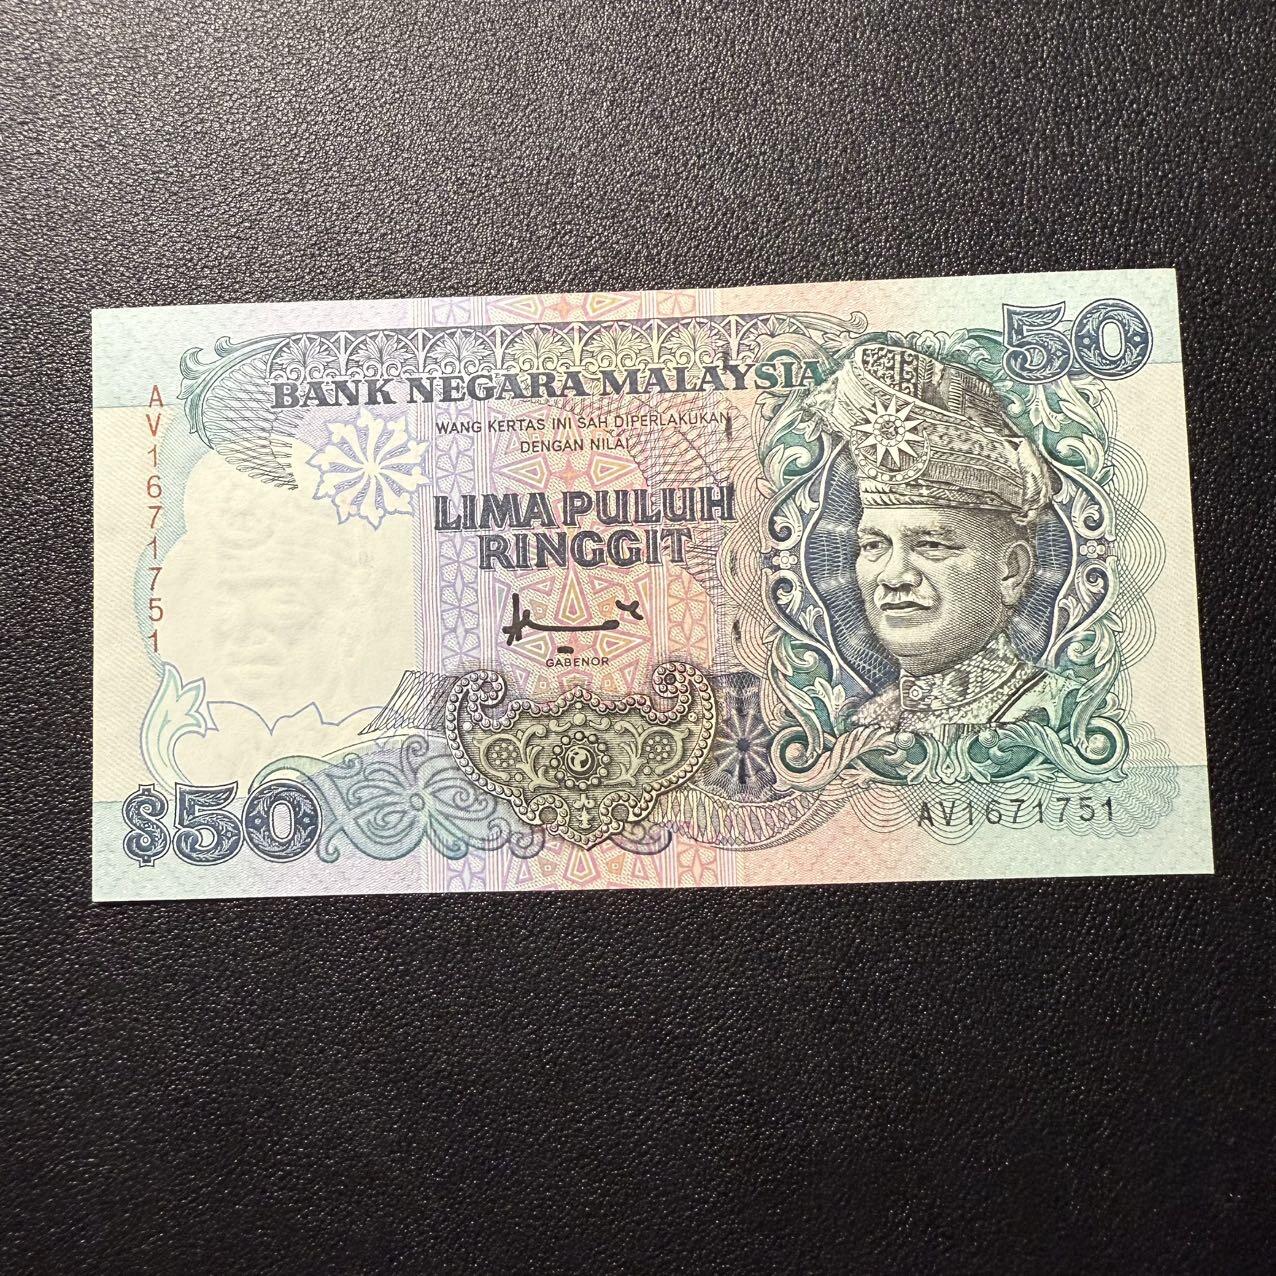 50
BANK NEGARA MALAYSIA
WANG KERTAS INI SAH DIPERLAKUKAN
DENGAN NILAI
AV1671751
LIMA PULUH
RINGGIT
GABENOR
$50
AV1671751